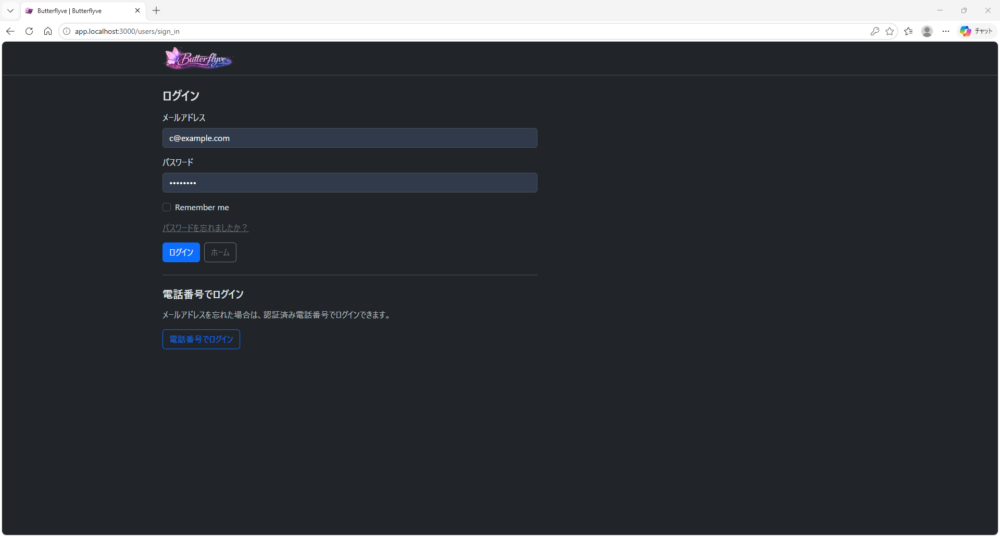 Butterflyve | Butterflyve
app.localhost:3000/users/sign_in
チャット
Butterflyve
ログイン
メールアドレス
c@example.com
パスワード
••••••••
Remember me
パスワードを忘れましたか？
ログイン ホーム
電話番号でログイン
メールアドレスを忘れた場合は、認証済み電話番号でログインできます。
電話番号でログイン